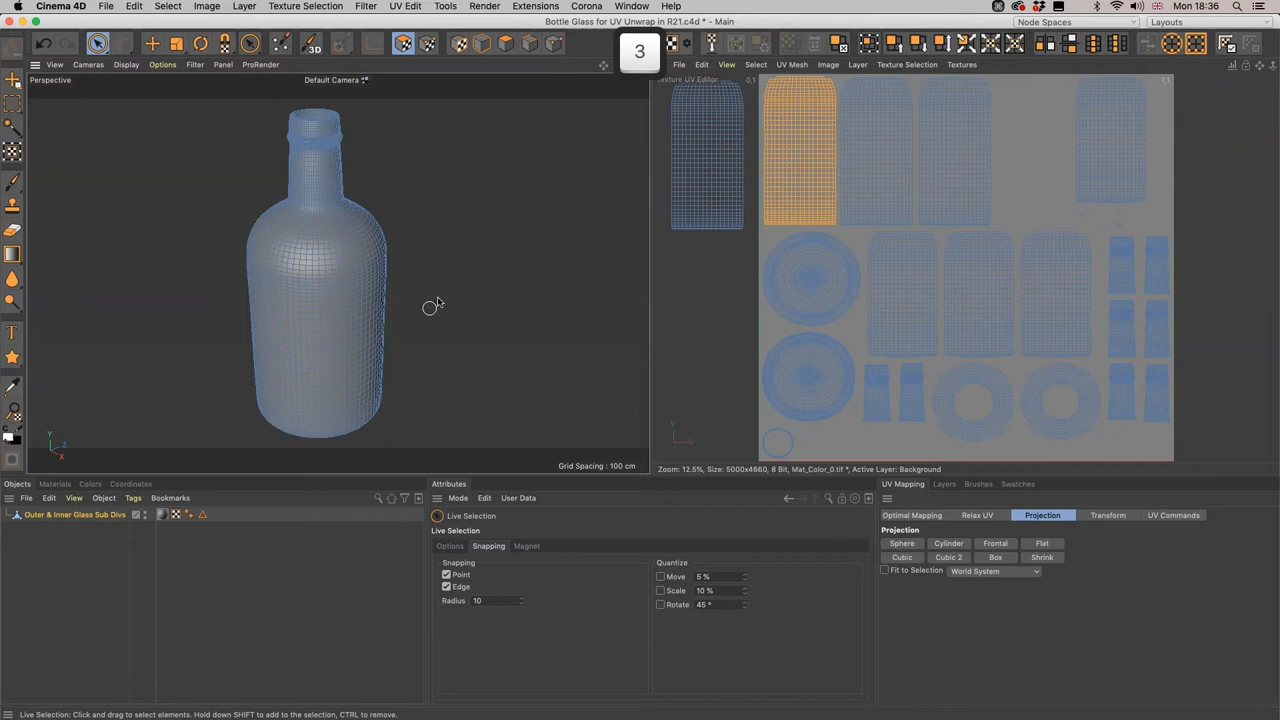 Cinema 4D File Edit Select Image Layer Texture Selection Filter UV Edit Tools Render Extensions Corona Window Help Mon 18:36
Bottle Glass for UV Unwrap in R21.c4d * - Main
Node Spaces Layouts
3
3D
View Cameras Display Options Filter Panel ProRender
File Edit View Select UV Mesh Image Layer Texture Selection Textures
Perspective Default Camera
Texture UV Editor 0,1 1,1
Y
Z
X
Grid Spacing : 100 cm
Zoom: 12.5%, Size: 5000x4660, 8 Bit, Mat_Color_0.tif *, Active Layer: Background
Objects Materials Colors Coordinates
File Edit View Object Tags Bookmarks
Outer & Inner Glass Sub Divs
Attributes
Mode Edit User Data
Live Selection
Live Selection
Options Snapping Magnet
Snapping Quantize
Point Move 5 %
Edge Scale 10 %
Radius 10 Rotate 45 °
UV Mapping Layers Brushes Swatches
Optimal Mapping Relax UV Projection Transform UV Commands
Projection
Sphere Cylinder Frontal Flat
Cubic Cubic 2 Box Shrink
Fit to Selection World System
Live Selection: Click and drag to select elements. Hold down SHIFT to add to the selection, CTRL to remove.